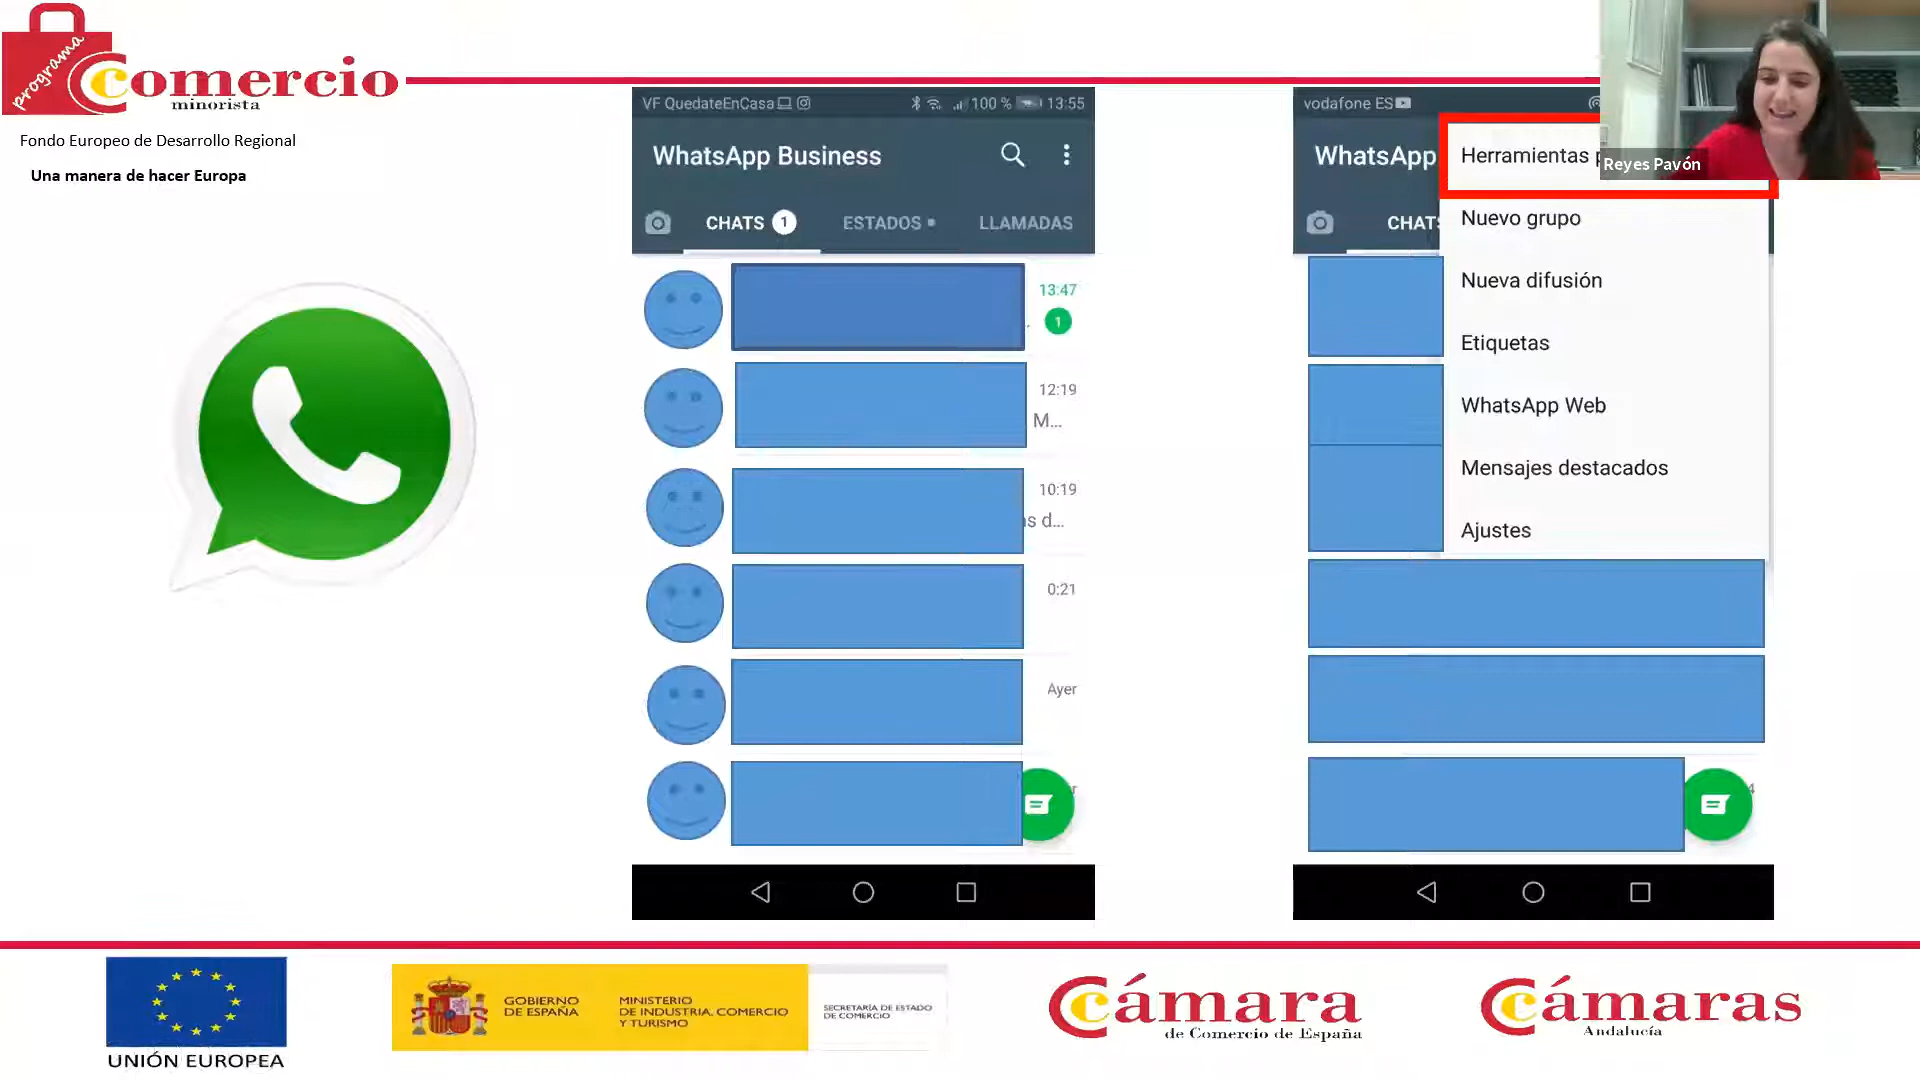 programa
Comercio
minorista
Fondo Europeo de Desarrollo Regional
Una manera de hacer Europa
VF QuedateEnCasa 100 % 13:55
WhatsApp Business
CHATS 1 ESTADOS LLAMADAS
13:47
1
12:19
M...
10:19
s d...
0:21
Ayer
vodafone ES
WhatsApp
CHATS
Herramientas
Nuevo grupo
Nueva difusión
Etiquetas
WhatsApp Web
Mensajes destacados
Ajustes
4
Reyes Pavón
UNIÓN EUROPEA
GOBIERNO
DE ESPAÑA
MINISTERIO
DE INDUSTRIA, COMERCIO
Y TURISMO
SECRETARÍA DE ESTADO
DE COMERCIO
Cámara
de Comercio de España
Cámaras
Andalucía